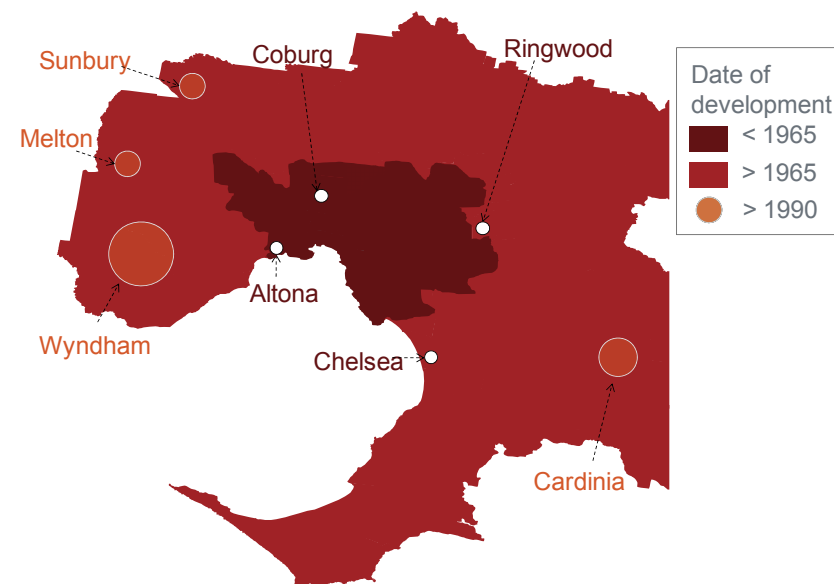 Sunbury
Coburg
Ringwood
Melton
Altona
Wyndham
Chelsea
Cardinia
Date of
development
< 1965
> 1965
> 1990